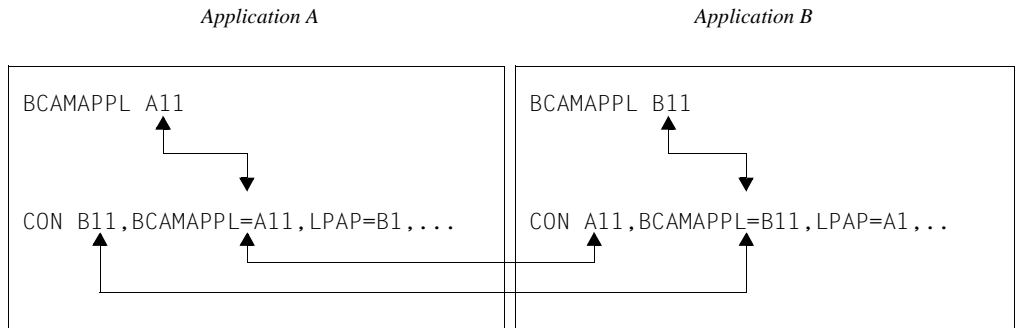 Application A
Application B
BCAMAPPL A11
BCAMAPPL B11
CON B11,BCAMAPPL=A11,LPAP=B1,...
CON A11,BCAMAPPL=B11,LPAP=A1,..